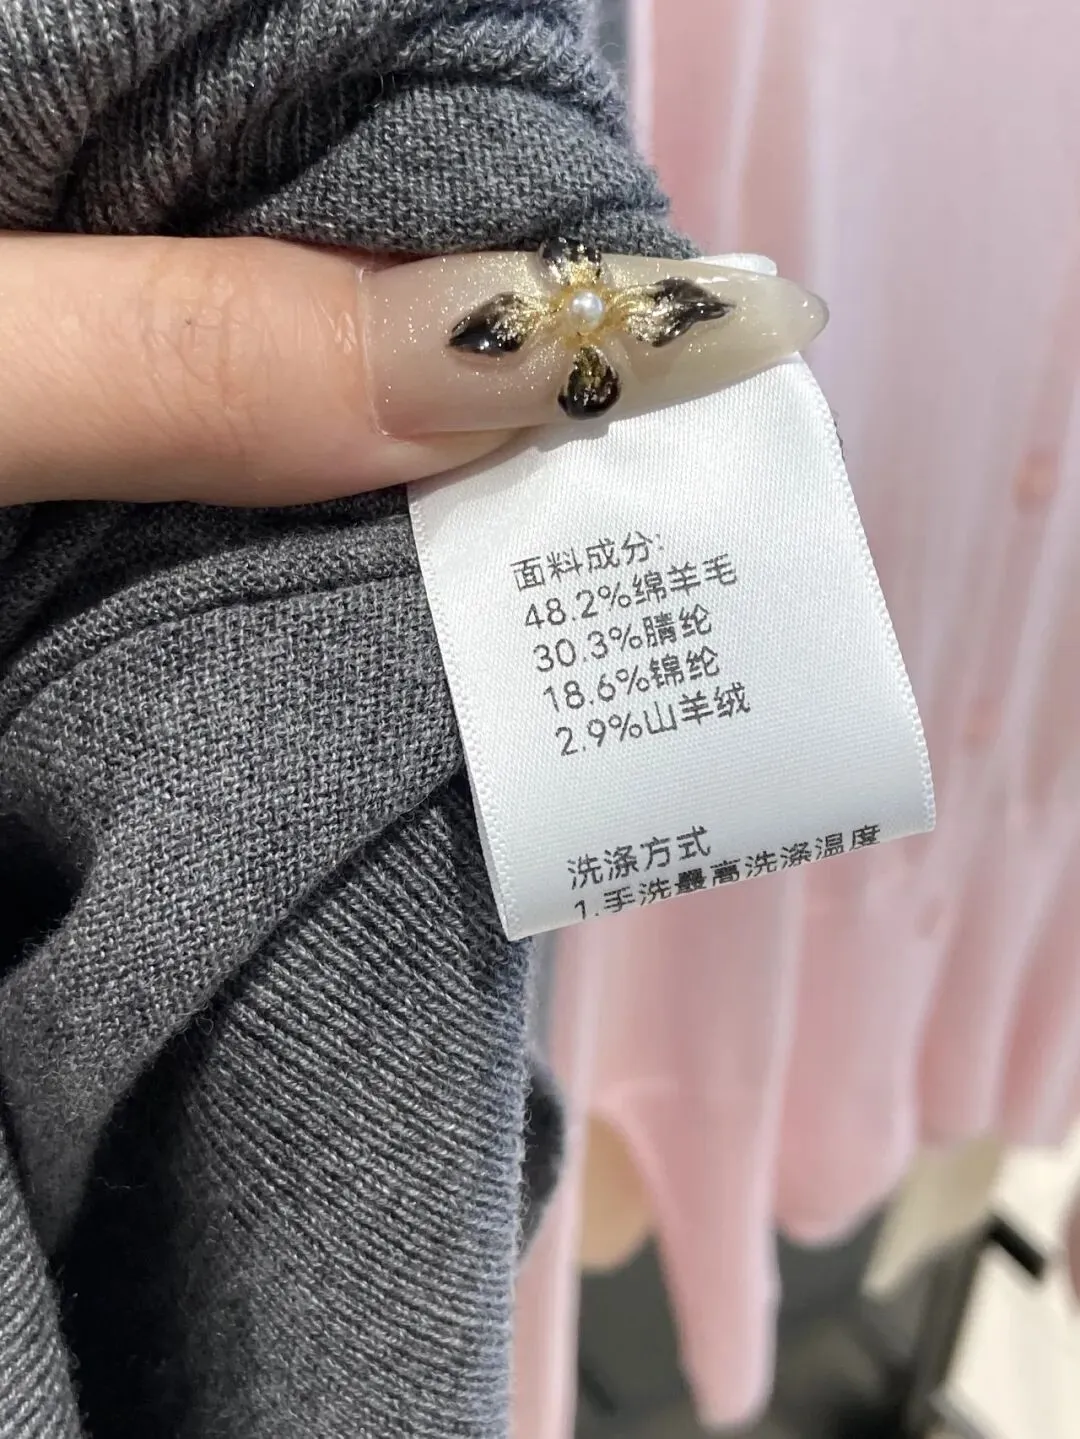 面料成分:
48.2%绵羊毛
30.3%腈纶
18.6%锦纶
2.9%山羊绒
洗涤方式
1.手洗最高洗涤温度